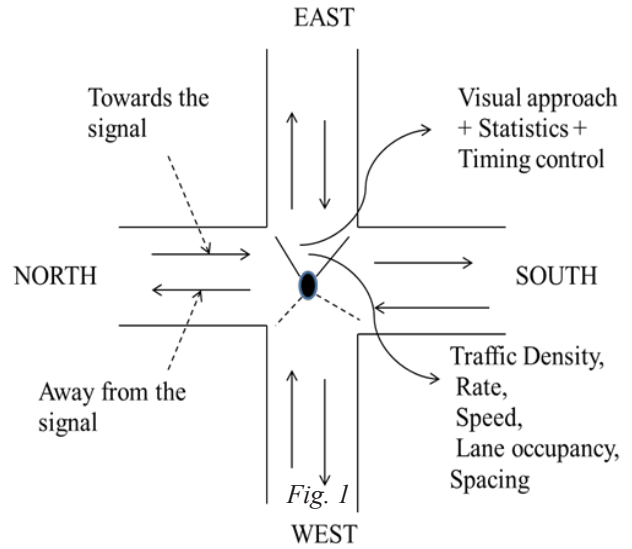 EAST
Towards the
signal
Visual approach
+ Statistics +
Timing control
NORTH
SOUTH
Away from the
signal
Traffic Density,
Rate,
Speed,
Lane occupancy,
Spacing
Fig. 1
WEST